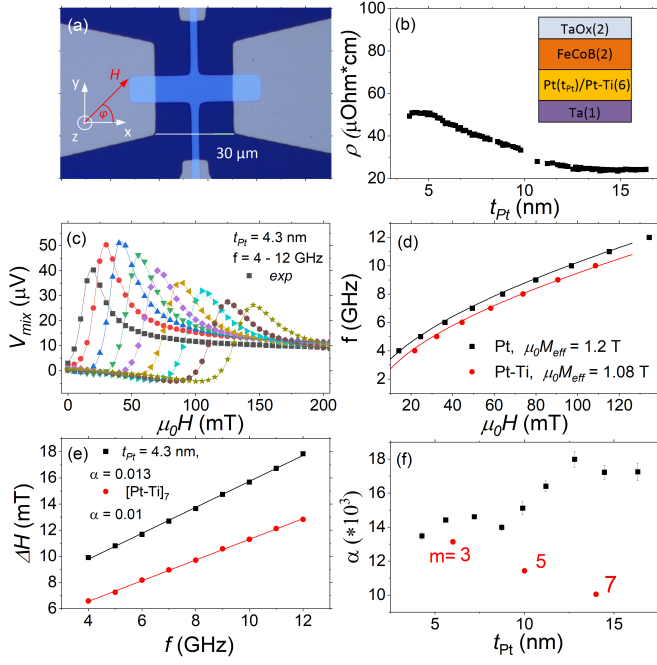 (a)
H
y
φ
x
z
30 μm
(b)
TaOx(2)
FeCoB(2)
Pt(tPt)/Pt-Ti(6)
Ta(1)
ρ (μOhm*cm)
100
80
60
40
20
5
10
15
tPt (nm)
(c)
tPt = 4.3 nm
f = 4 - 12 GHz
exp
Vmix (μV)
50
40
30
20
10
0
0
50
100
150
200
μ0H (mT)
(d)
f (GHz)
12
10
8
6
4
2
Pt, μ0Meff = 1.2 T
Pt-Ti, μ0Meff = 1.08 T
20
40
60
80
100
120
μ0H (mT)
(e)
tPt = 4.3 nm,
α = 0.013
[Pt-Ti]7
α = 0.01
ΔH (mT)
18
16
14
12
10
8
6
4
6
8
10
12
f (GHz)
(f)
α (*10³)
18
16
14
12
10
m= 3
5
7
5
10
15
tPt (nm)